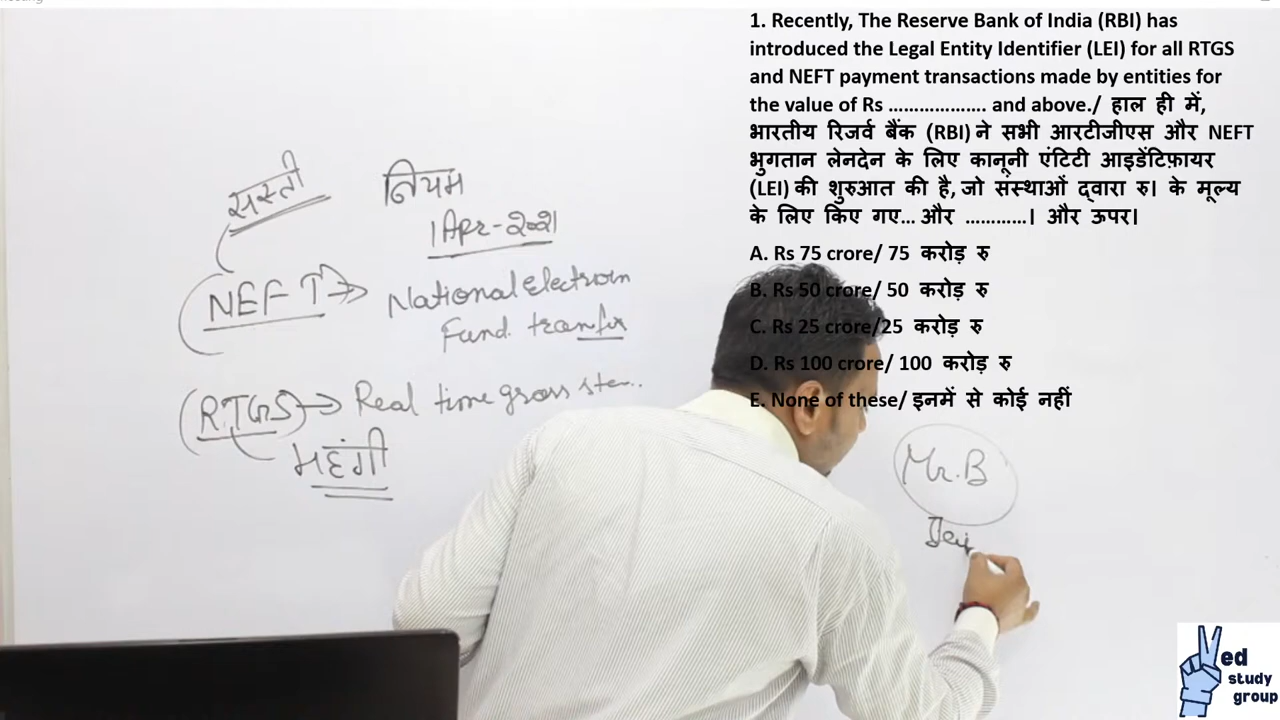 1. Recently, The Reserve Bank of India (RBI) has
introduced the Legal Entity Identifier (LEI) for all RTGS
and NEFT payment transactions made by entities for
the value of Rs ………………. and above./ हाल ही में,
भारतीय रिजर्व बैंक (RBI) ने सभी आरटीजीएस और NEFT
भुगतान लेनदेन के लिए कानूनी एंटिटी आइडेंटिफ़ायर
(LEI) की शुरुआत की है, जो संस्थाओं द्वारा रु। के मूल्य
के लिए किए गए... और …………। और ऊपर।
A. Rs 75 crore/ 75 करोड़ रु
B. Rs 50 crore/ 50 करोड़ रु
C. Rs 25 crore/25 करोड़ रु
D. Rs 100 crore/ 100 करोड़ रु
E. None of these/ इनमें से कोई नहीं
सस्ती
नियम
1 Apr-2021
NEFT → National Electroin
Fund transfer
RTGS → Real time gross
महंगी
Mr. B
Ved
study
group